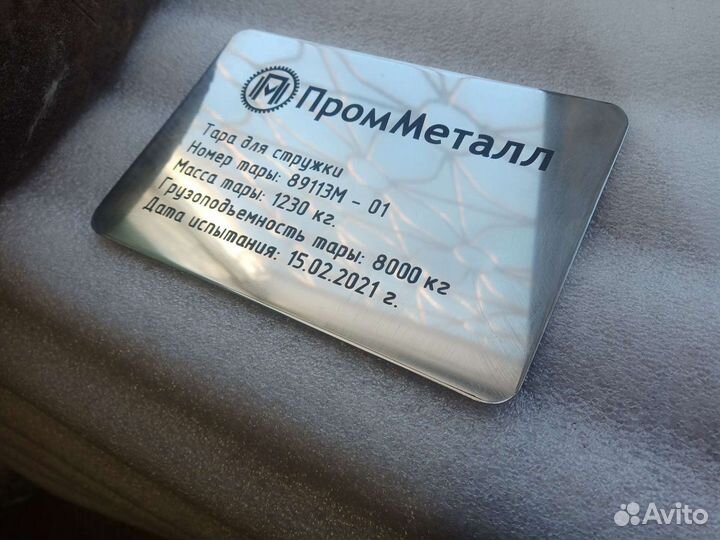 ПМ ПромМеталл
Тара для стружки
Номер тары: 89113М - 01
Масса тары: 1230 кг.
Грузоподъемность тары: 8000 кг
Дата испытания: 15.02.2021 г.
Avito